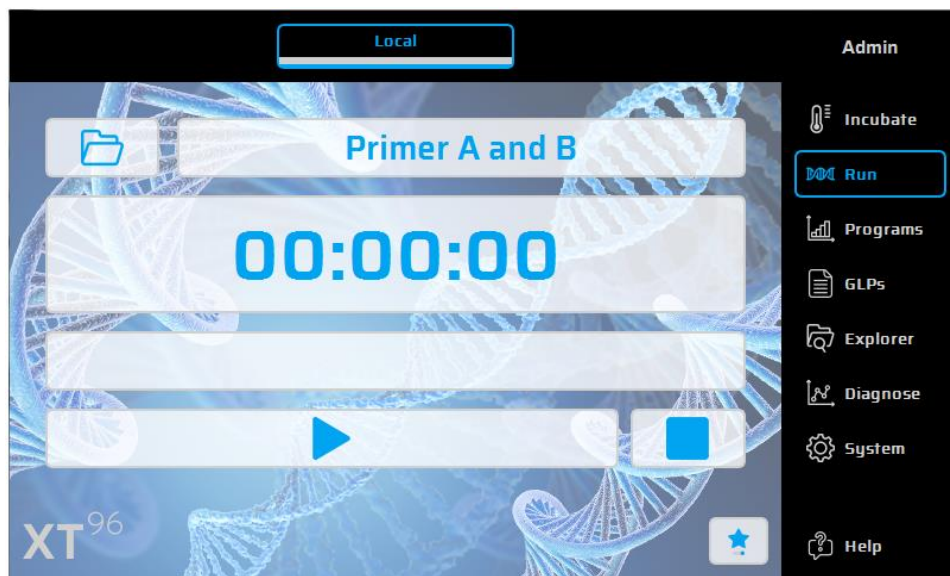 Local
Admin
Primer A and B
00:00:00
XT96
Incubate
Run
Programs
GLPs
Explorer
Diagnose
System
Help